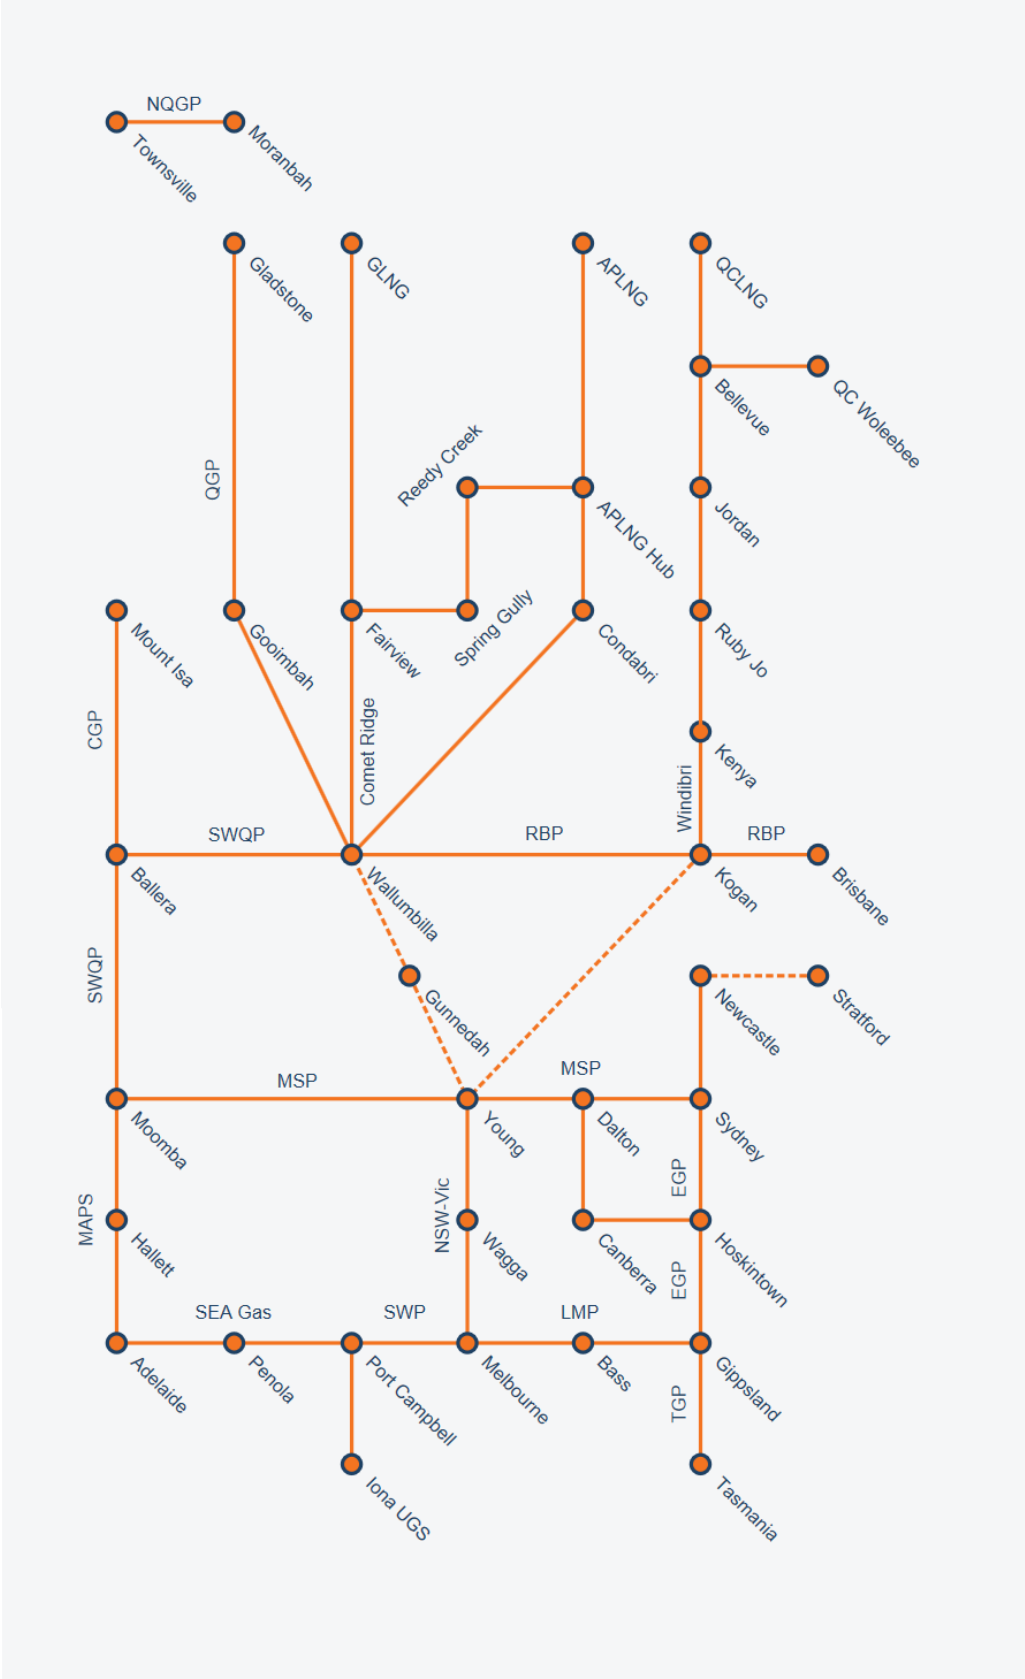 NQGP
Townsville
Moranbah
Gladstone
GLNG
APLNG
QCLNG
Bellevue
QC Woleebee
QGP
Reedy Creek
APLNG Hub
Jordan
Mount Isa
Gooimbah
Fairview
Spring Gully
Condabri
Ruby Jo
CGP
Comet Ridge
Windibri
Kenya
SWQP
RBP
RBP
Ballera
Wallumbilla
Kogan
Brisbane
SWQP
Gunnedah
Newcastle
Stratford
MSP
MSP
Moomba
Young
Dalton
Sydney
MAPS
NSW-Vic
EGP
Hallett
Wagga
Canberra
Hoskintown
EGP
SEA Gas
SWP
LMP
Adelaide
Penola
Port Campbell
Melbourne
Bass
Gippsland
TGP
Iona UGS
Tasmania